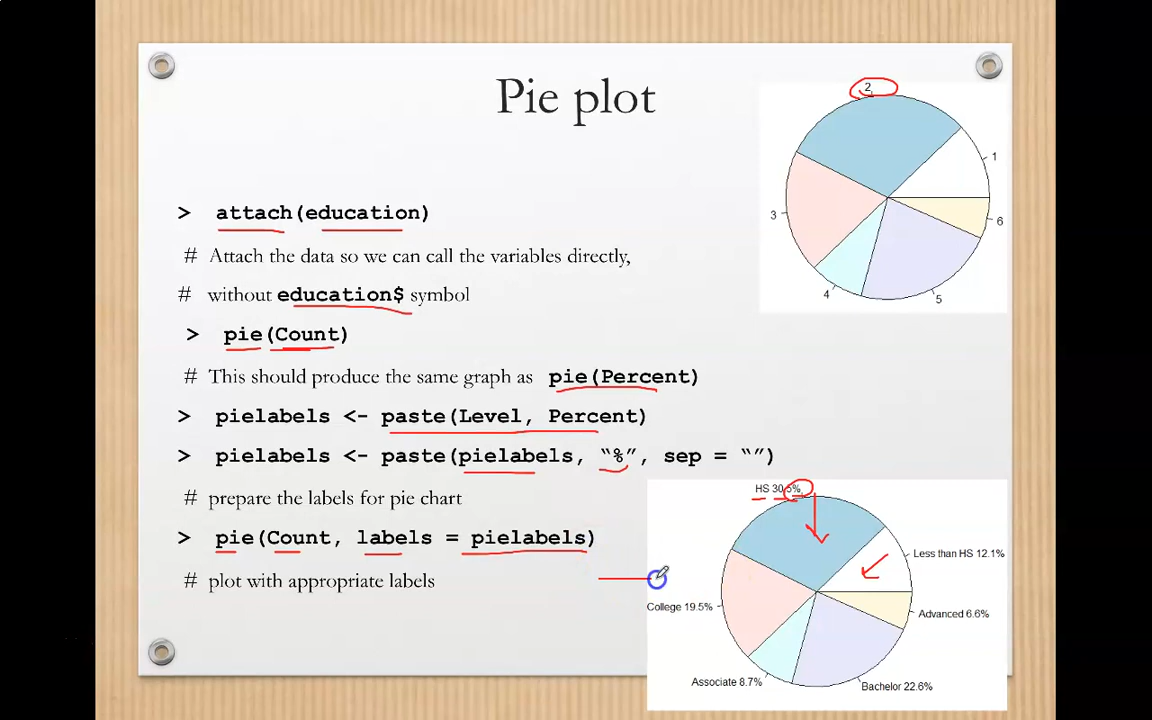 Pie plot
> attach(education)
# Attach the data so we can call the variables directly,
# without education$ symbol
> pie(Count)
# This should produce the same graph as pie(Percent)
> pielabels <- paste(Level, Percent)
> pielabels <- paste(pielabels, “%”, sep = “”)
# prepare the labels for pie chart
> pie(Count, labels = pielabels)
# plot with appropriate labels
2
1
3
6
4
5
HS 30.5%
Less than HS 12.1%
College 19.5%
Advanced 6.6%
Associate 8.7%
Bachelor 22.6%